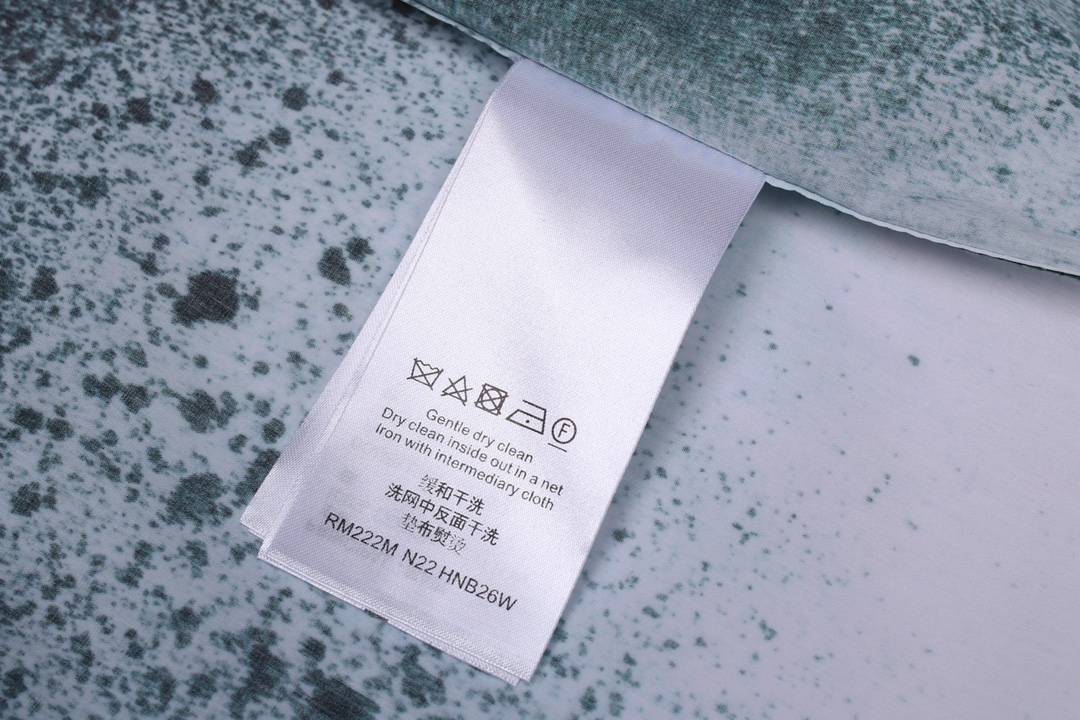 F
Gentle dry clean
Dry clean inside out in a net
Iron with intermediary cloth
缓和干洗
洗网中反面干洗
垫布熨烫
RM222M N22 HNB26W